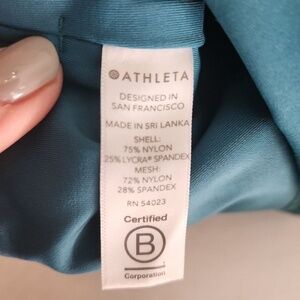 ATHLETA
DESIGNED IN
SAN FRANCISCO
MADE IN SRI LANKA
SHELL:
75% NYLON
25% LYCRA® SPANDEX
MESH:
72% NYLON
28% SPANDEX
RN 54023
Certified
B
Corporation